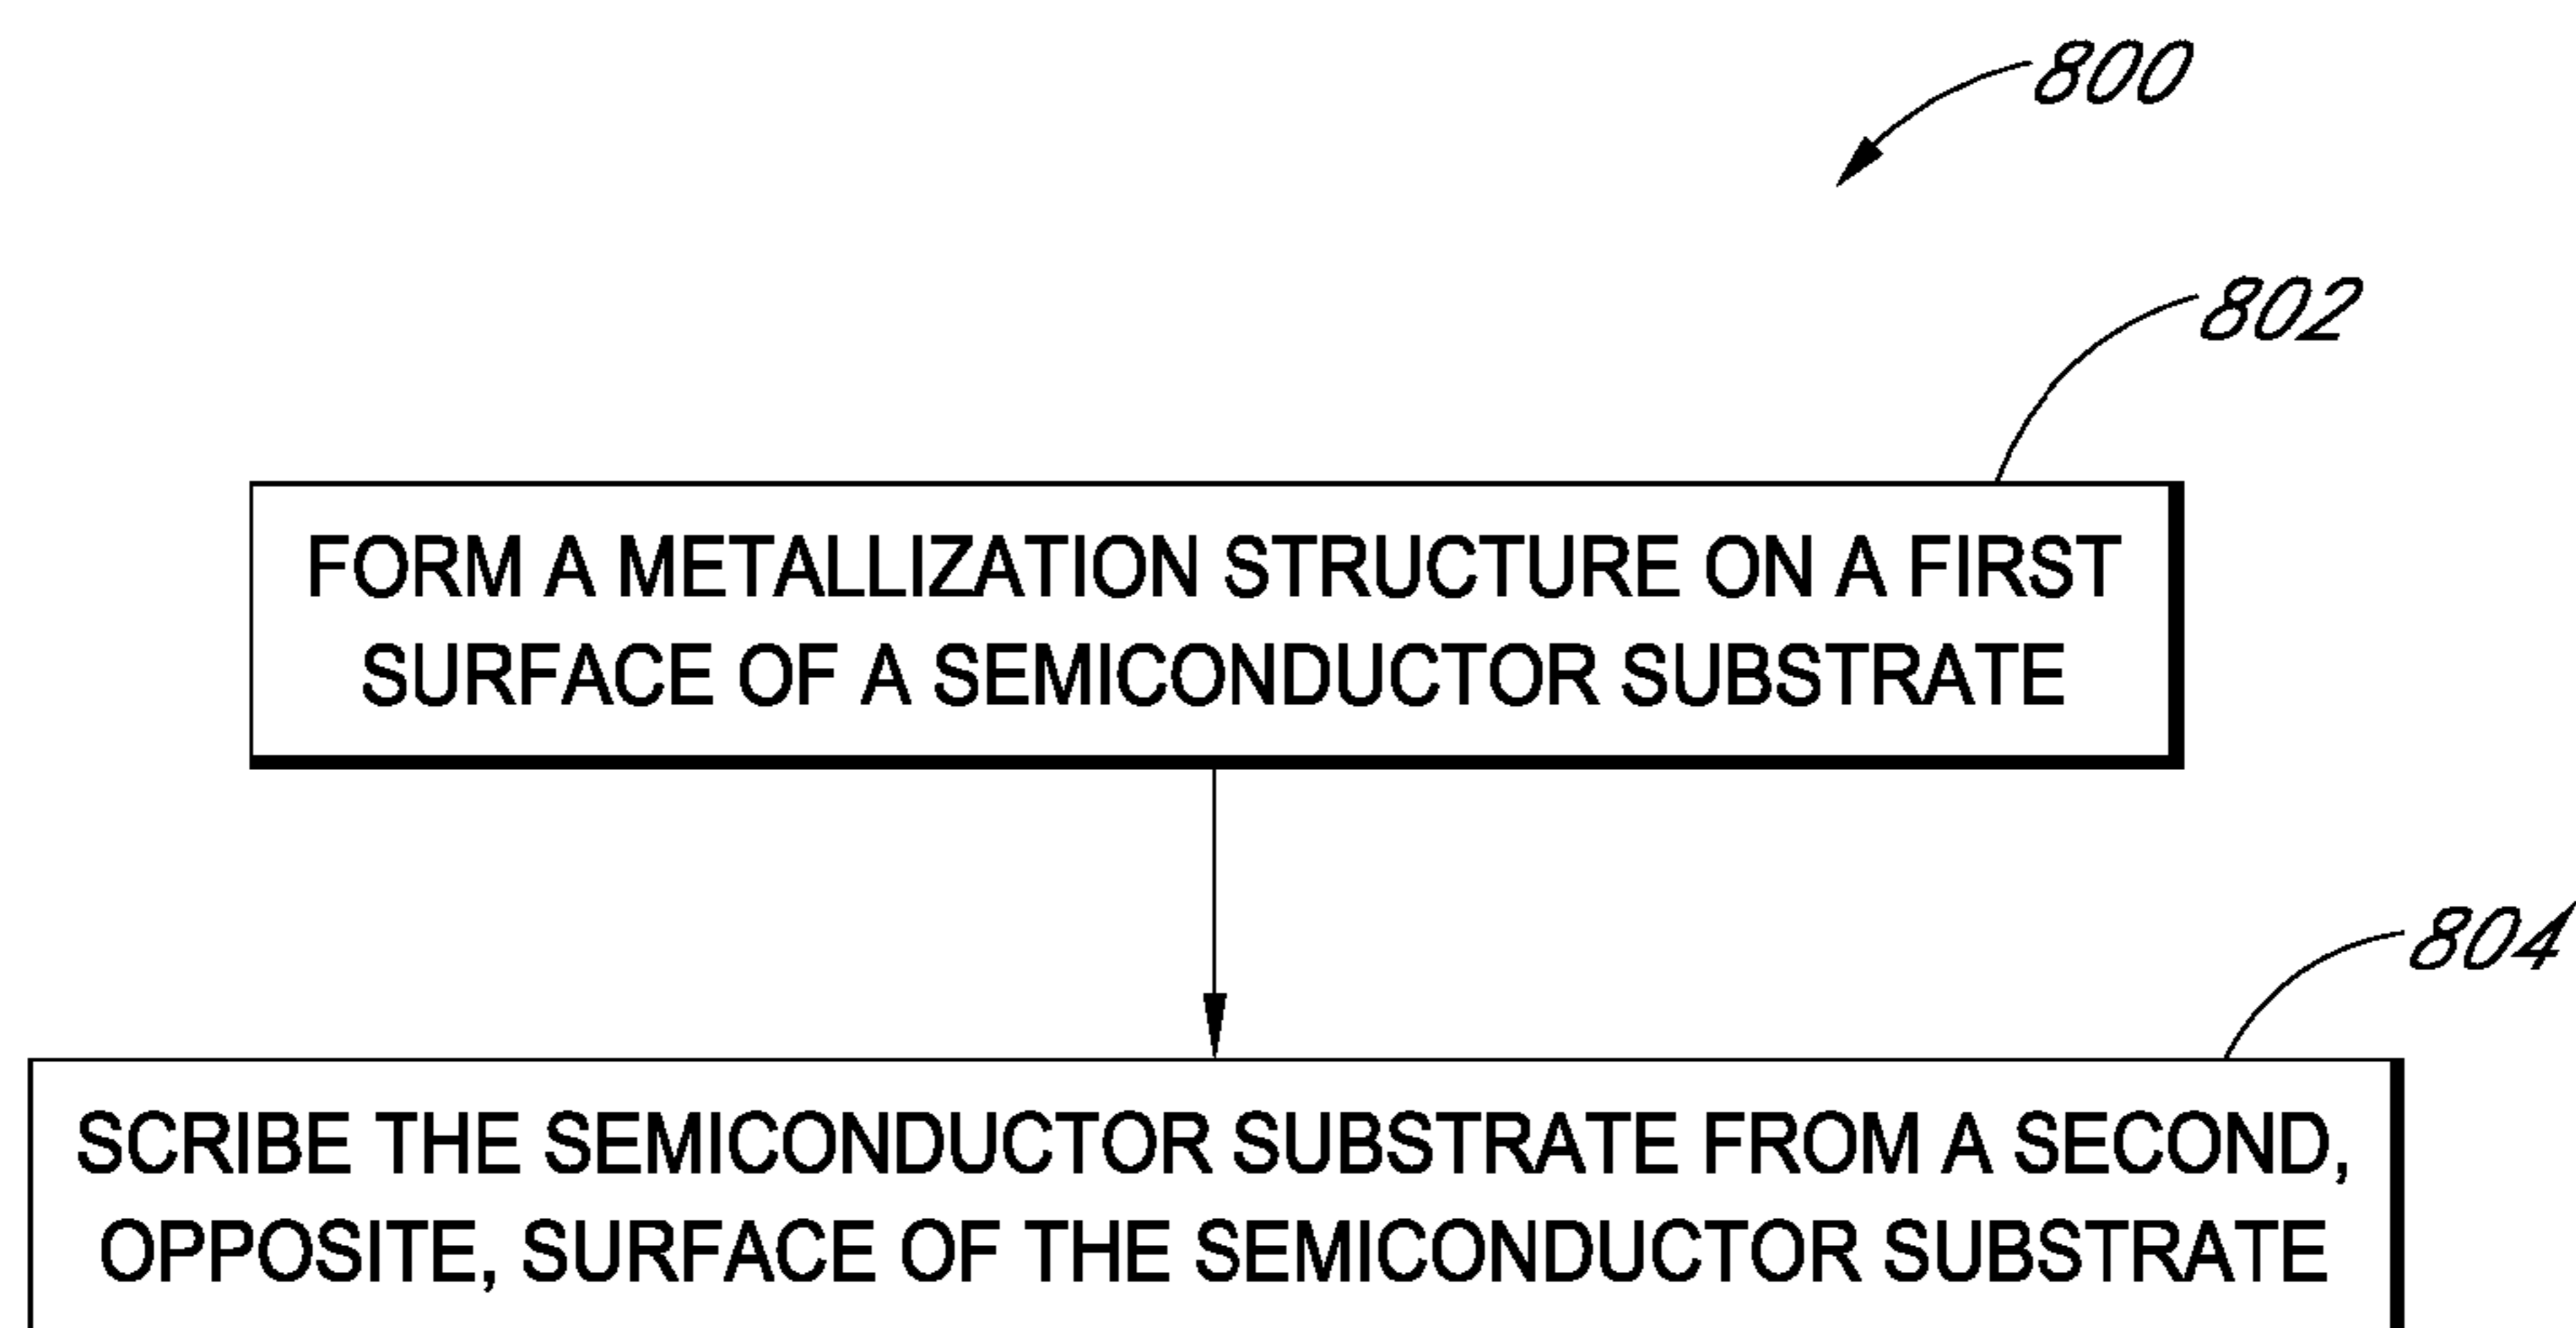 800
802
FORM A METALLIZATION STRUCTURE ON A FIRST
SURFACE OF A SEMICONDUCTOR SUBSTRATE
804
SCRIBE THE SEMICONDUCTOR SUBSTRATE FROM A SECOND,
OPPOSITE, SURFACE OF THE SEMICONDUCTOR SUBSTRATE